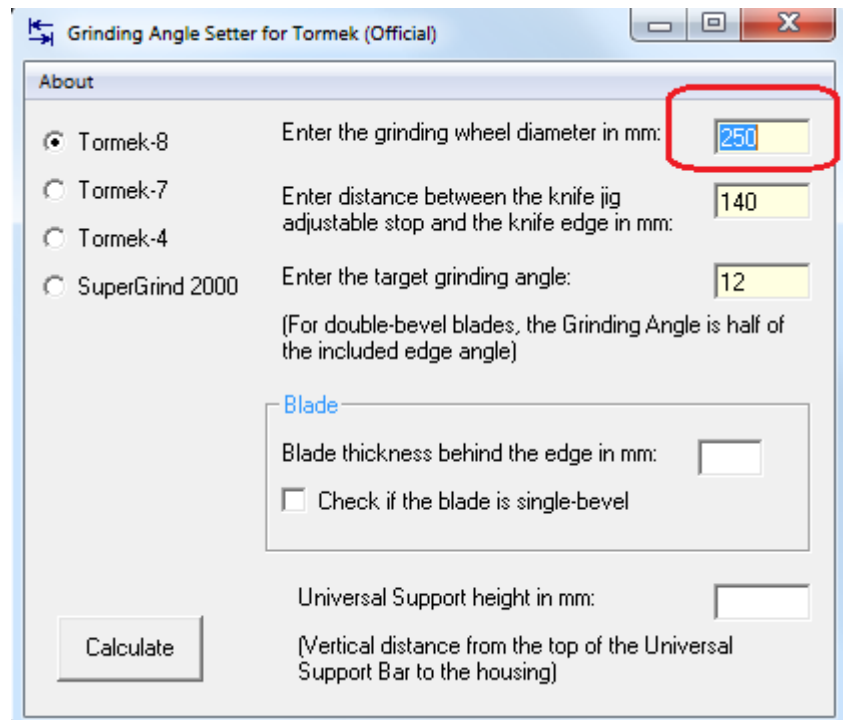 Grinding Angle Setter for Tormek (Official)
About
Tormek-8
Tormek-7
Tormek-4
SuperGrind 2000
Enter the grinding wheel diameter in mm: 250
Enter distance between the knife jig
adjustable stop and the knife edge in mm: 140
Enter the target grinding angle: 12
(For double-bevel blades, the Grinding Angle is half of
the included edge angle)
Blade
Blade thickness behind the edge in mm:
Check if the blade is single-bevel
Universal Support height in mm:
(Vertical distance from the top of the Universal
Support Bar to the housing)
Calculate